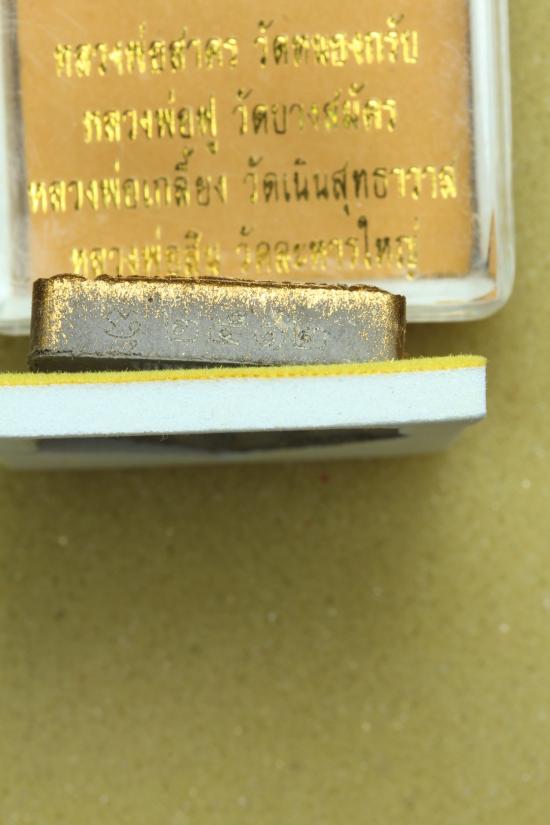 หลวงพ่อสาคร วัดหนองกรับ
หลวงพ่อฟู วัดบางสมัคร
หลวงพ่อเกลี้ยง วัดเนินสุทธาวาส
หลวงพ่อสิน วัดละหารใหญ่